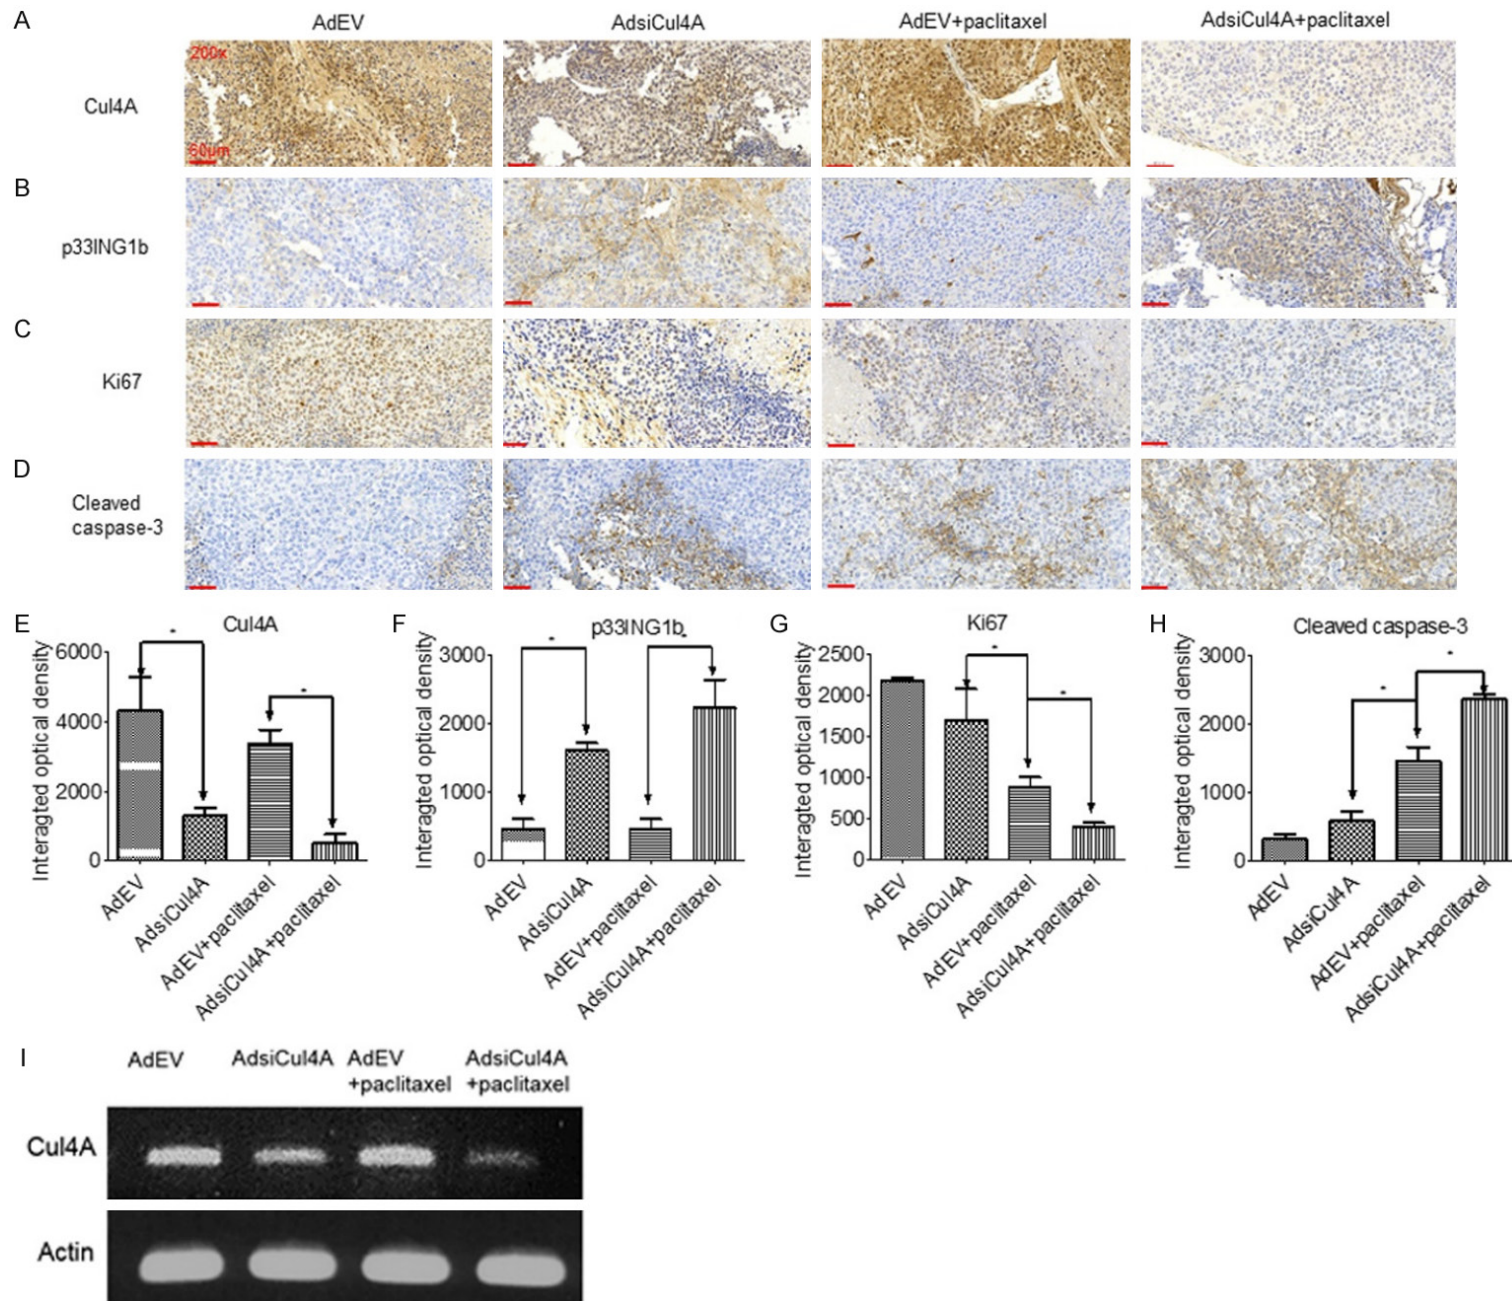 A
AdEV
AdsiCul4A
AdEV+paclitaxel
AdsiCul4A+paclitaxel
Cul4A
200x
60μm
B
p33ING1b
C
Ki67
D
Cleaved
caspase-3
E
Cul4A
Interagted optical density
6000
4000
2000
0
*
*
AdEV
AdsiCul4A
AdEV+paclitaxel
AdsiCul4A+paclitaxel
F
p33ING1b
Interagted optical density
3000
2000
1000
0
*
*
AdEV
AdsiCul4A
AdEV+paclitaxel
AdsiCul4A+paclitaxel
G
Ki67
Interagted optical density
2500
2000
1500
1000
500
0
*
*
AdEV
AdsiCul4A
AdEV+paclitaxel
AdsiCul4A+paclitaxel
H
Cleaved caspase-3
Interagted optical density
3000
2000
1000
0
*
*
AdEV
AdsiCul4A
AdEV+paclitaxel
AdsiCul4A+paclitaxel
I
AdEV
AdsiCul4A
AdEV
+paclitaxel
AdsiCul4A
+paclitaxel
Cul4A
Actin